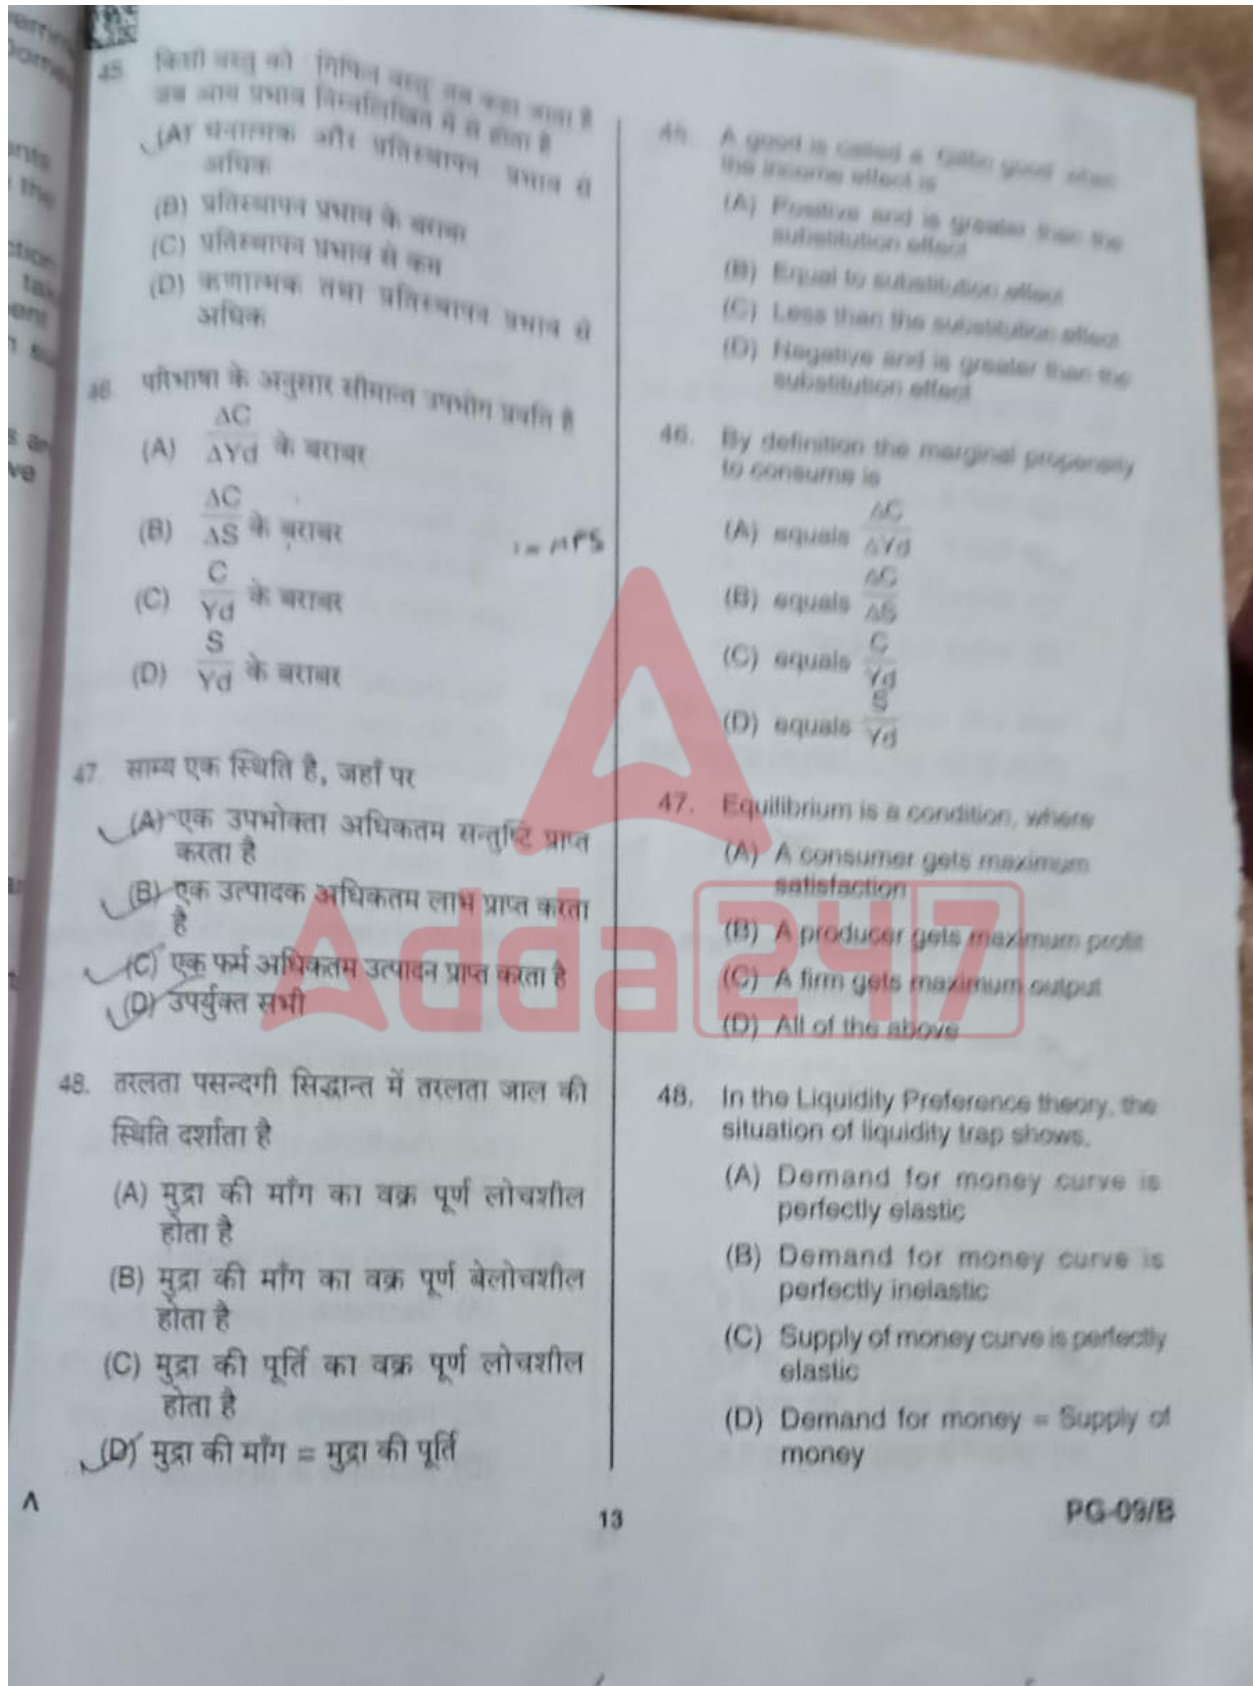 45. किसी वस्तु को गिफिन वस्तु तब कहा जाता है
जब आय प्रभाव निम्नलिखित में से होता है
(A) धनात्मक और प्रतिस्थापन प्रभाव से
अधिक
(B) प्रतिस्थापन प्रभाव के बराबर
(C) प्रतिस्थापन प्रभाव से कम
(D) ऋणात्मक तथा प्रतिस्थापन प्रभाव से
अधिक
46. परिभाषा के अनुसार सीमान्त उपभोग प्रवृत्ति है
(A) ΔC/ΔYd के बराबर
(B) ΔC/ΔS के बराबर
(C) C/Yd के बराबर
(D) S/Yd के बराबर
47. साम्य एक स्थिति है, जहाँ पर
(A) एक उपभोक्ता अधिकतम सन्तुष्टि प्राप्त
करता है
(B) एक उत्पादक अधिकतम लाभ प्राप्त करता
है
(C) एक फर्म अधिकतम उत्पादन प्राप्त करता है
(D) उपर्युक्त सभी
48. तरलता पसन्दगी सिद्धान्त में तरलता जाल की
स्थिति दर्शाता है
(A) मुद्रा की माँग का वक्र पूर्ण लोचशील
होता है
(B) मुद्रा की माँग का वक्र पूर्ण बेलोचशील
होता है
(C) मुद्रा की पूर्ति का वक्र पूर्ण लोचशील
होता है
(D) मुद्रा की माँग = मुद्रा की पूर्ति
45. A good is called a 'Giffin good' when
the income effect is
(A) Positive and is greater than the
substitution effect
(B) Equal to substitution effect
(C) Less than the substitution effect
(D) Negative and is greater than the
substitution effect
46. By definition the marginal propensity
to consume is
(A) equals ΔC/ΔYd
(B) equals ΔC/ΔS
(C) equals C/Yd
(D) equals S/Yd
47. Equilibrium is a condition, where
(A) A consumer gets maximum
satisfaction
(B) A producer gets maximum profit
(C) A firm gets maximum output
(D) All of the above
48. In the Liquidity Preference theory, the
situation of liquidity trap shows.
(A) Demand for money curve is
perfectly elastic
(B) Demand for money curve is
perfectly inelastic
(C) Supply of money curve is perfectly
elastic
(D) Demand for money = Supply of
money
Adda247
13
PG-09/B